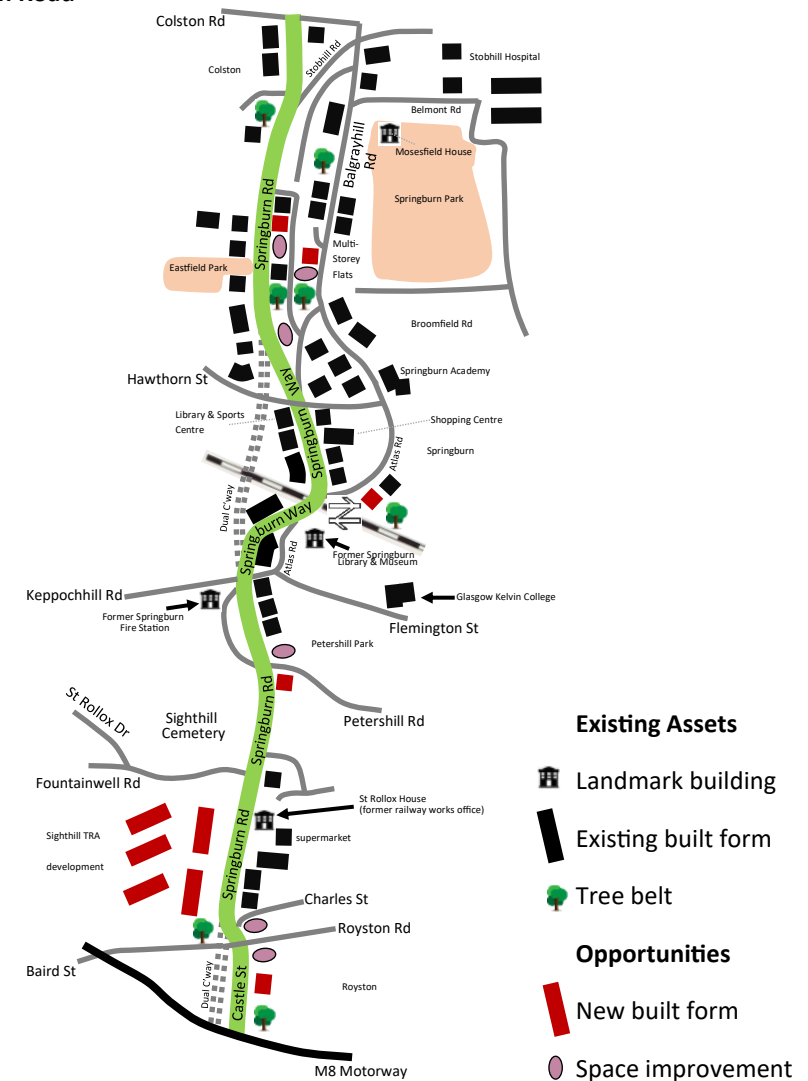 Colston Rd
Colston
Stobhill Rd
Stobhill Hospital
Belmont Rd
Balgrayhill
Rd
Mosesfield House
Springburn Park
Springburn Rd
Multi-
Storey
Flats
Eastfield Park
Broomfield Rd
Hawthorn St
Way
Springburn Academy
Library & Sports
Centre
Springburn
Shopping Centre
Springburn
Atlas Rd
Dual C'way
Springburn Way
Atlas Rd
Former Springburn
Library & Museum
Keppochhill Rd
Glasgow Kelvin College
Former Springburn
Fire Station
Flemington St
Petershill Park
St Rollox Dr
Sighthill
Cemetery
Springburn Rd
Petershill Rd
Fountainwell Rd
St Rollox House
(former railway works office)
Sighthill TRA
development
Springburn Rd
supermarket
Charles St
Royston Rd
Baird St
Dual C'way
Castle St
Royston
M8 Motorway
Existing Assets
Landmark building
Existing built form
Tree belt
Opportunities
New built form
Space improvement